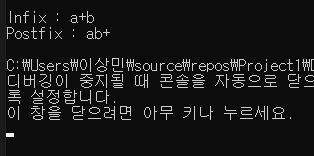 Infix : a+b
Postfix : ab+
C:\Users\이상민\source\repos\Project1\D
디버깅이 중지될 때 콘솔을 자동으로 닫으
록 설정합니다.
이 창을 닫으려면 아무 키나 누르세요.